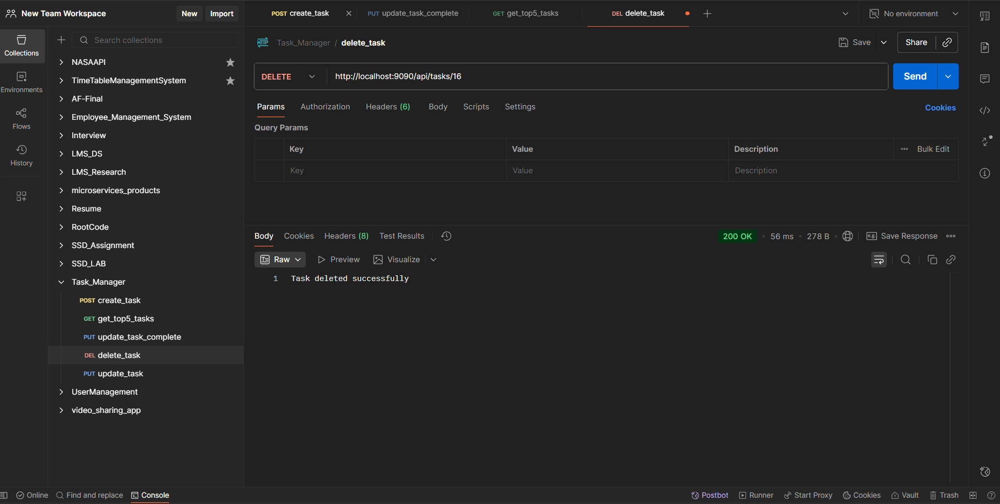 New Team Workspace New Import
POST create_task PUT update_task_complete GET get_top5_tasks DEL delete_task No environment
Collections
Environments
Flows
History
Search collections
NASAAPI
TimeTableManagementSystem
AF-Final
Employee_Management_System
Interview
LMS_DS
LMS_Research
microservices_products
Resume
RootCode
SSD_Assignment
SSD_LAB
Task_Manager
POST create_task
GET get_top5_tasks
PUT update_task_complete
DEL delete_task
PUT update_task
UserManagement
video_sharing_app
HTTP Task_Manager / delete_task Save Share
DELETE http://localhost:9090/api/tasks/16 Send
Params Authorization Headers (6) Body Scripts Settings Cookies
Query Params
Key Value Description Bulk Edit
Key Value Description
Body Cookies Headers (8) Test Results 200 OK • 56 ms • 278 B • e.g. Save Response
Raw Preview Visualize
1 Task deleted successfully
Online Find and replace Console Postbot Runner Start Proxy Cookies Vault Trash